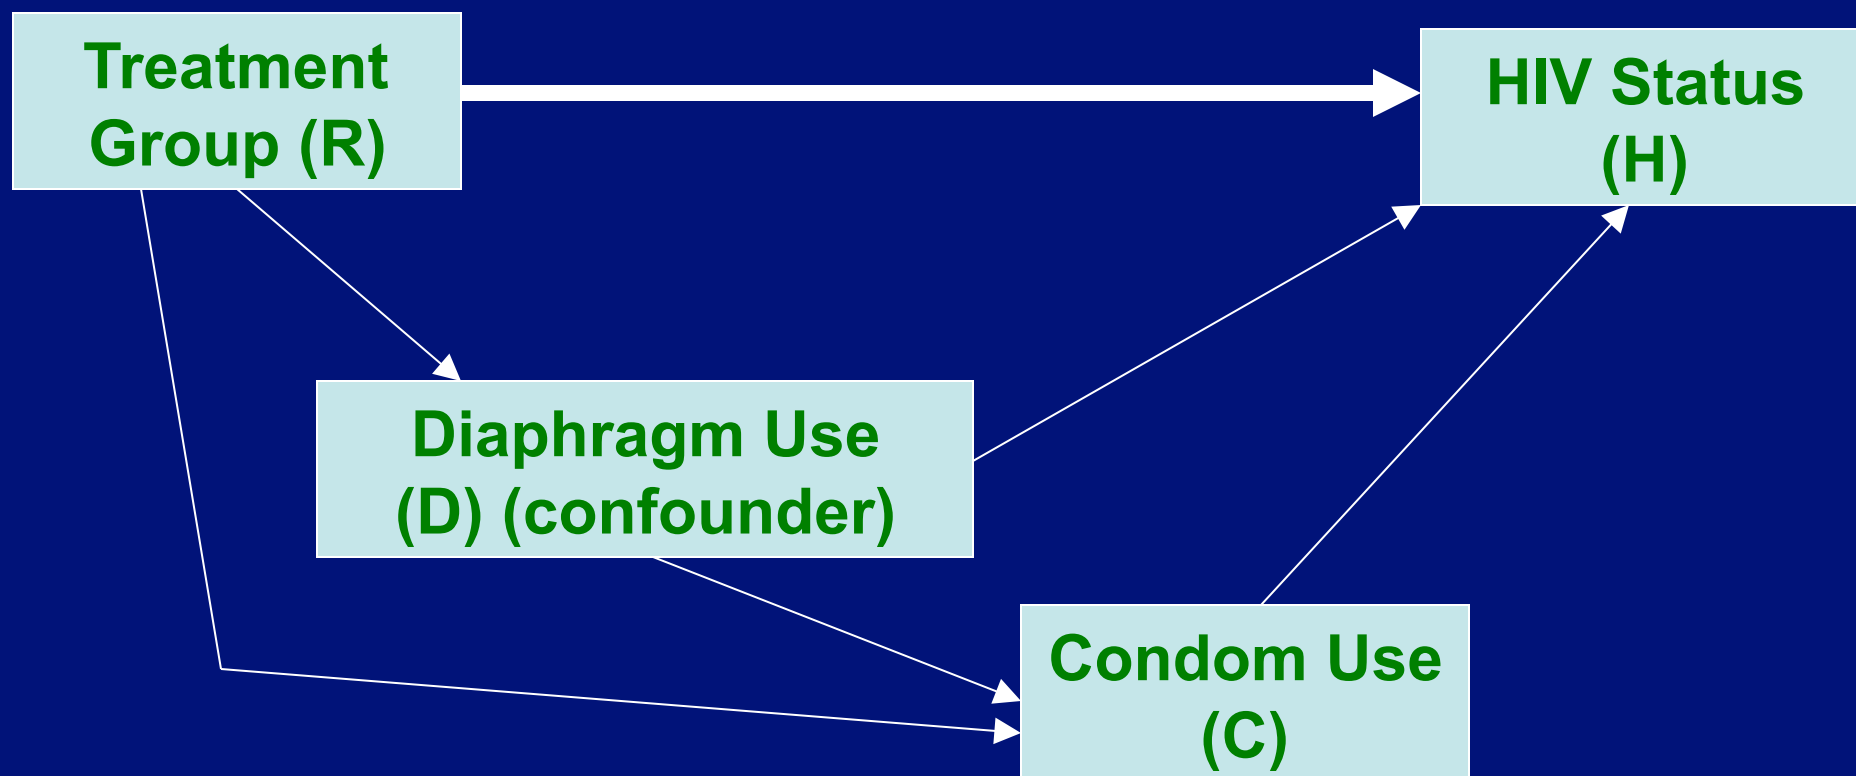 Treatment
Group (R)
HIV Status
(H)
Diaphragm Use
(D) (confounder)
Condom Use
(C)